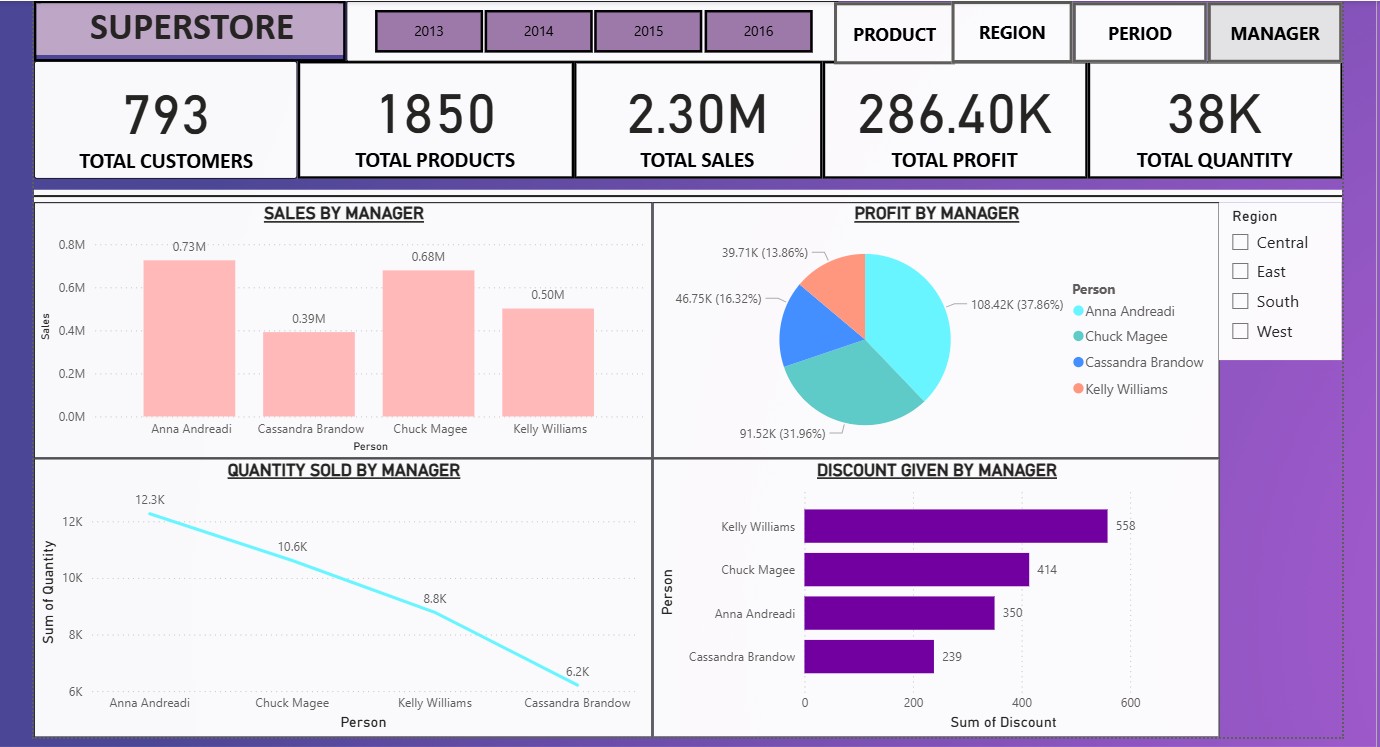 SUPERSTORE
2013
2014
2015
2016
PRODUCT
REGION
PERIOD
MANAGER
793
TOTAL CUSTOMERS
1850
TOTAL PRODUCTS
2.30M
TOTAL SALES
286.40K
TOTAL PROFIT
38K
TOTAL QUANTITY
SALES BY MANAGER
Sales
0.8M
0.6M
0.4M
0.2M
0.0M
0.73M
0.39M
0.68M
0.50M
Anna Andreadi
Cassandra Brandow
Chuck Magee
Kelly Williams
Person
PROFIT BY MANAGER
39.71K (13.86%)
46.75K (16.32%)
108.42K (37.86%)
91.52K (31.96%)
Person
Anna Andreadi
Chuck Magee
Cassandra Brandow
Kelly Williams
Region
Central
East
South
West
QUANTITY SOLD BY MANAGER
Sum of Quantity
12K
10K
8K
6K
12.3K
10.6K
8.8K
6.2K
Anna Andreadi
Chuck Magee
Kelly Williams
Cassandra Brandow
Person
DISCOUNT GIVEN BY MANAGER
Person
Kelly Williams
558
Chuck Magee
414
Anna Andreadi
350
Cassandra Brandow
239
0
200
400
600
Sum of Discount